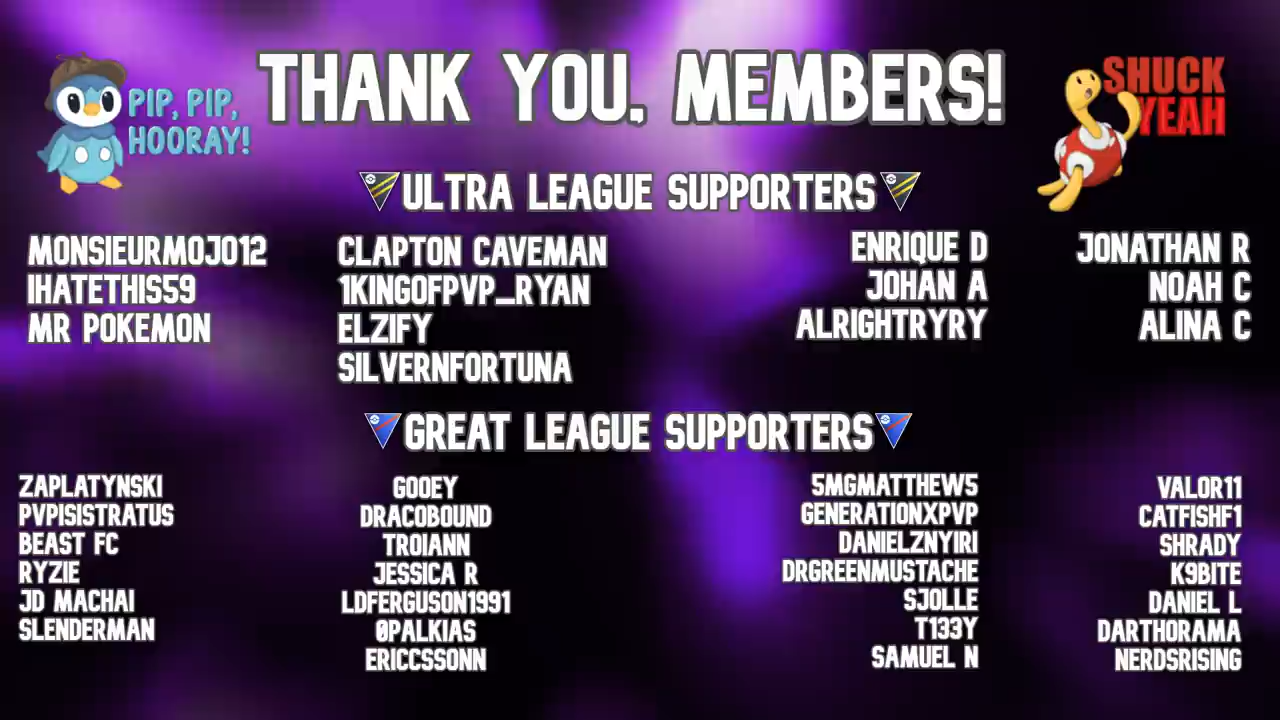 THANK YOU, MEMBERS!
PIP, PIP,
HOORAY!
SHUCK
YEAH
ULTRA LEAGUE SUPPORTERS
MONSIEURMOJO12
IHATETHIS59
MR POKEMON
CLAPTON CAVEMAN
1KINGOFPVP_RYAN
ELZIFY
SILVERNFORTUNA
ENRIQUE D
JOHAN A
ALRIGHTRYRY
JONATHAN R
NOAH C
ALINA C
GREAT LEAGUE SUPPORTERS
ZAPLATYNSKI
PVPISISTRATUS
BEAST FC
RYZIE
JD MACHAI
SLENDERMAN
GOOEY
DRACOBOUND
TROIANN
JESSICA R
LDFERGUSON1991
0PALKIAS
ERICCSSONN
SMGMATTHEWS
GENERATIONXPVP
DANIELZNYIRI
DRGREENMUSTACHE
SJOLLE
T133Y
SAMUEL N
VALOR11
CATFISHF1
SHRADY
K9BITE
DANIEL L
DARTHORAMA
NERDSRISING